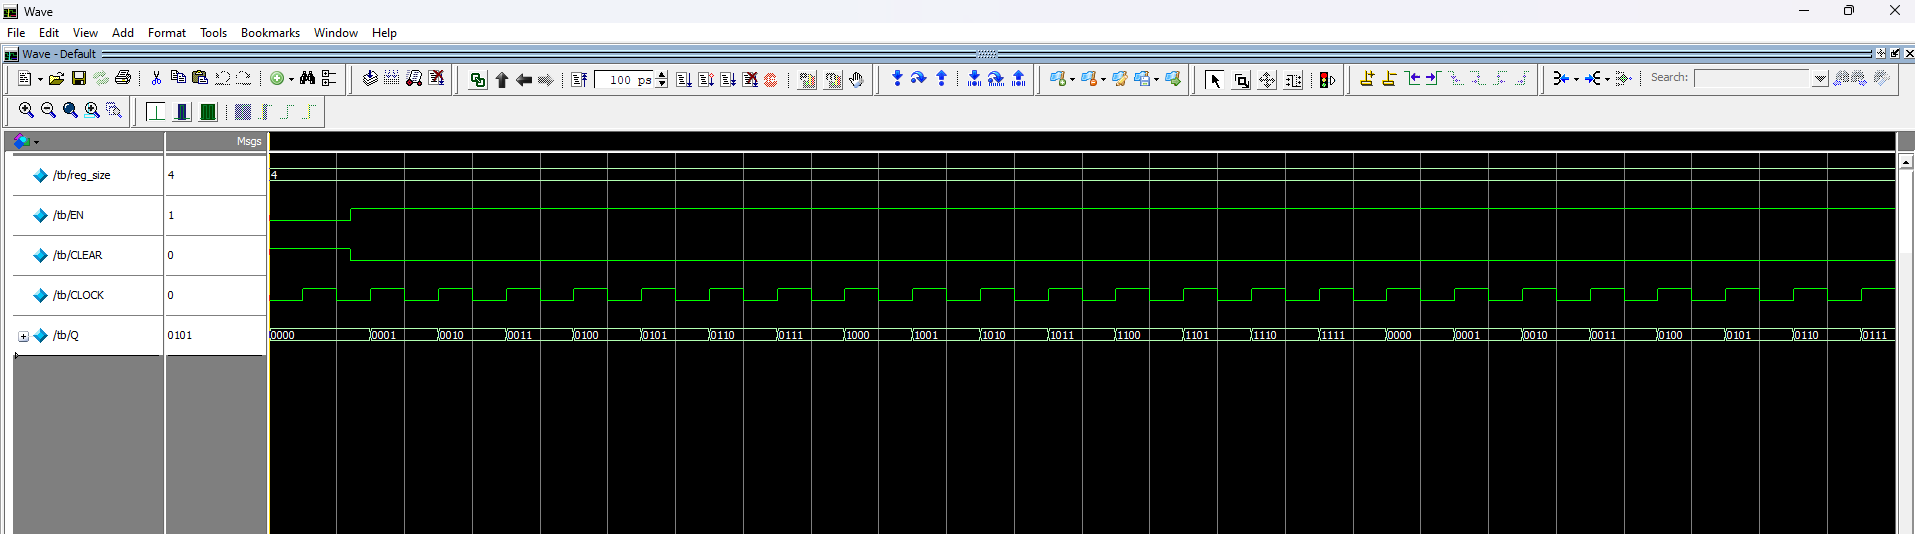 Wave
File Edit View Add Format Tools Bookmarks Window Help
Wave - Default
100 ps
Search:
Msgs
/tb/reg_size 4 4
/tb/EN 1
/tb/CLEAR 0
/tb/CLOCK 0
/tb/Q 0101 0000 0001 0010 0011 0100 0101 0110 0111 1000 1001 1010 1011 1100 1101 1110 1111 0000 0001 0010 0011 0100 0101 0110 0111